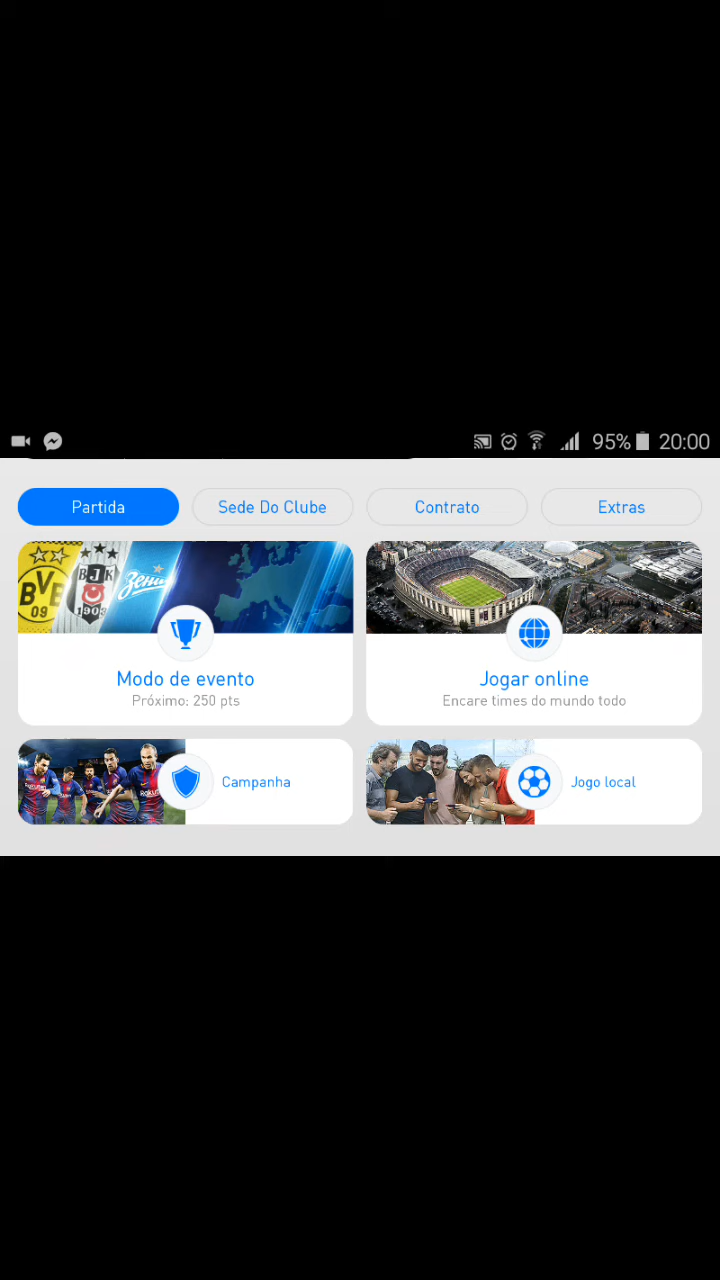 95% 20:00
Partida
Sede Do Clube
Contrato
Extras
BVB
09
BJK
1903
Зенит
Modo de evento
Próximo: 250 pts
Jogar online
Encare times do mundo todo
Campanha
Jogo local